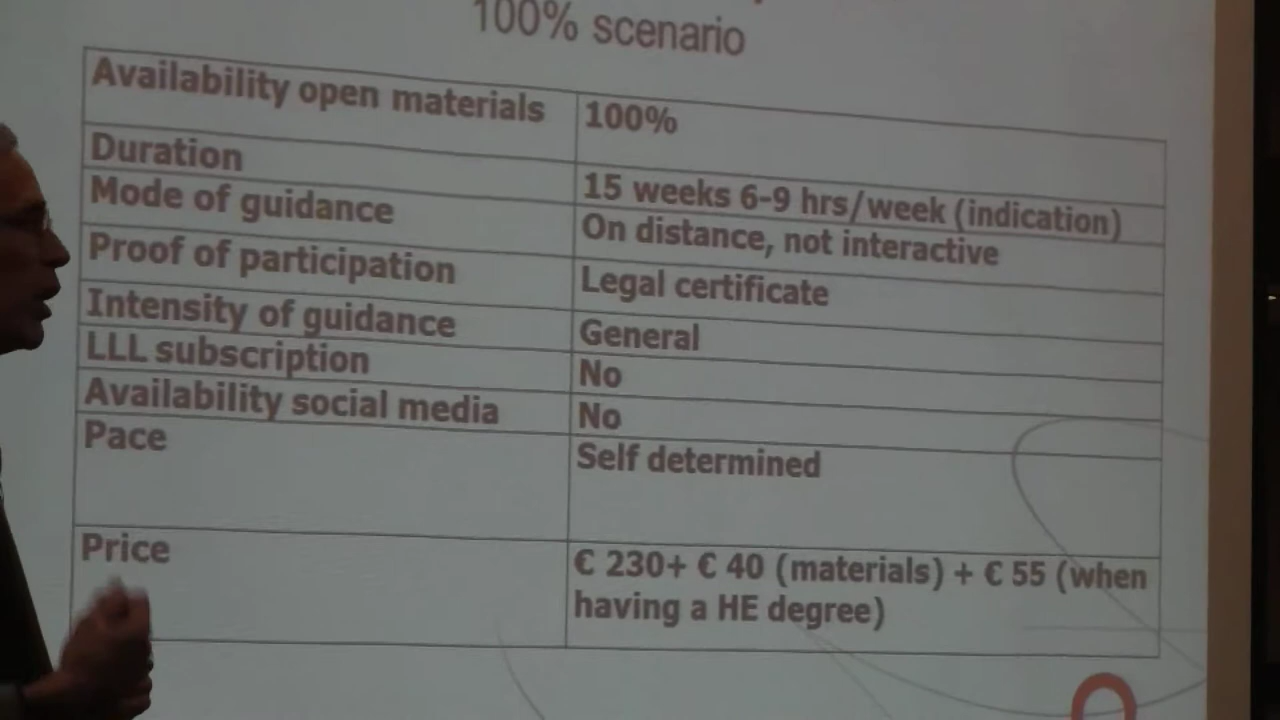 100% scenario
Availability open materials 100%
Duration 15 weeks 6-9 hrs/week (indication)
Mode of guidance On distance, not interactive
Proof of participation Legal certificate
Intensity of guidance General
LLL subscription No
Availability social media No
Pace Self determined
Price € 230+ € 40 (materials) + € 55 (when
having a HE degree)